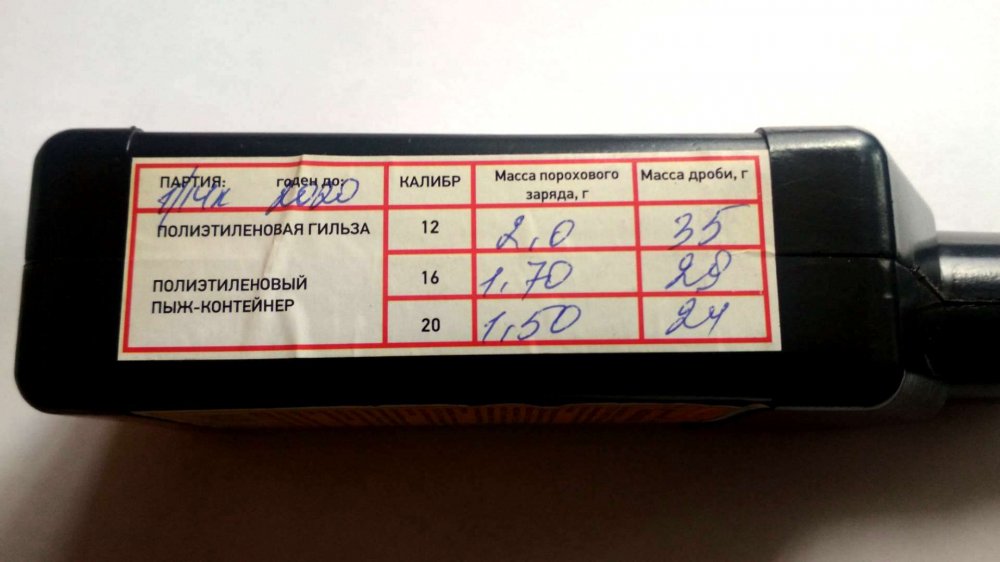 ПАРТИЯ: годен до:
1/14к 2020
КАЛИБР
Масса порохового
заряда, г
Масса дроби, г
ПОЛИЭТИЛЕНОВАЯ ГИЛЬЗА
12 2,0 35
ПОЛИЭТИЛЕНОВЫЙ
ПЫЖ-КОНТЕЙНЕР
16 1,70 28
20 1,50 24